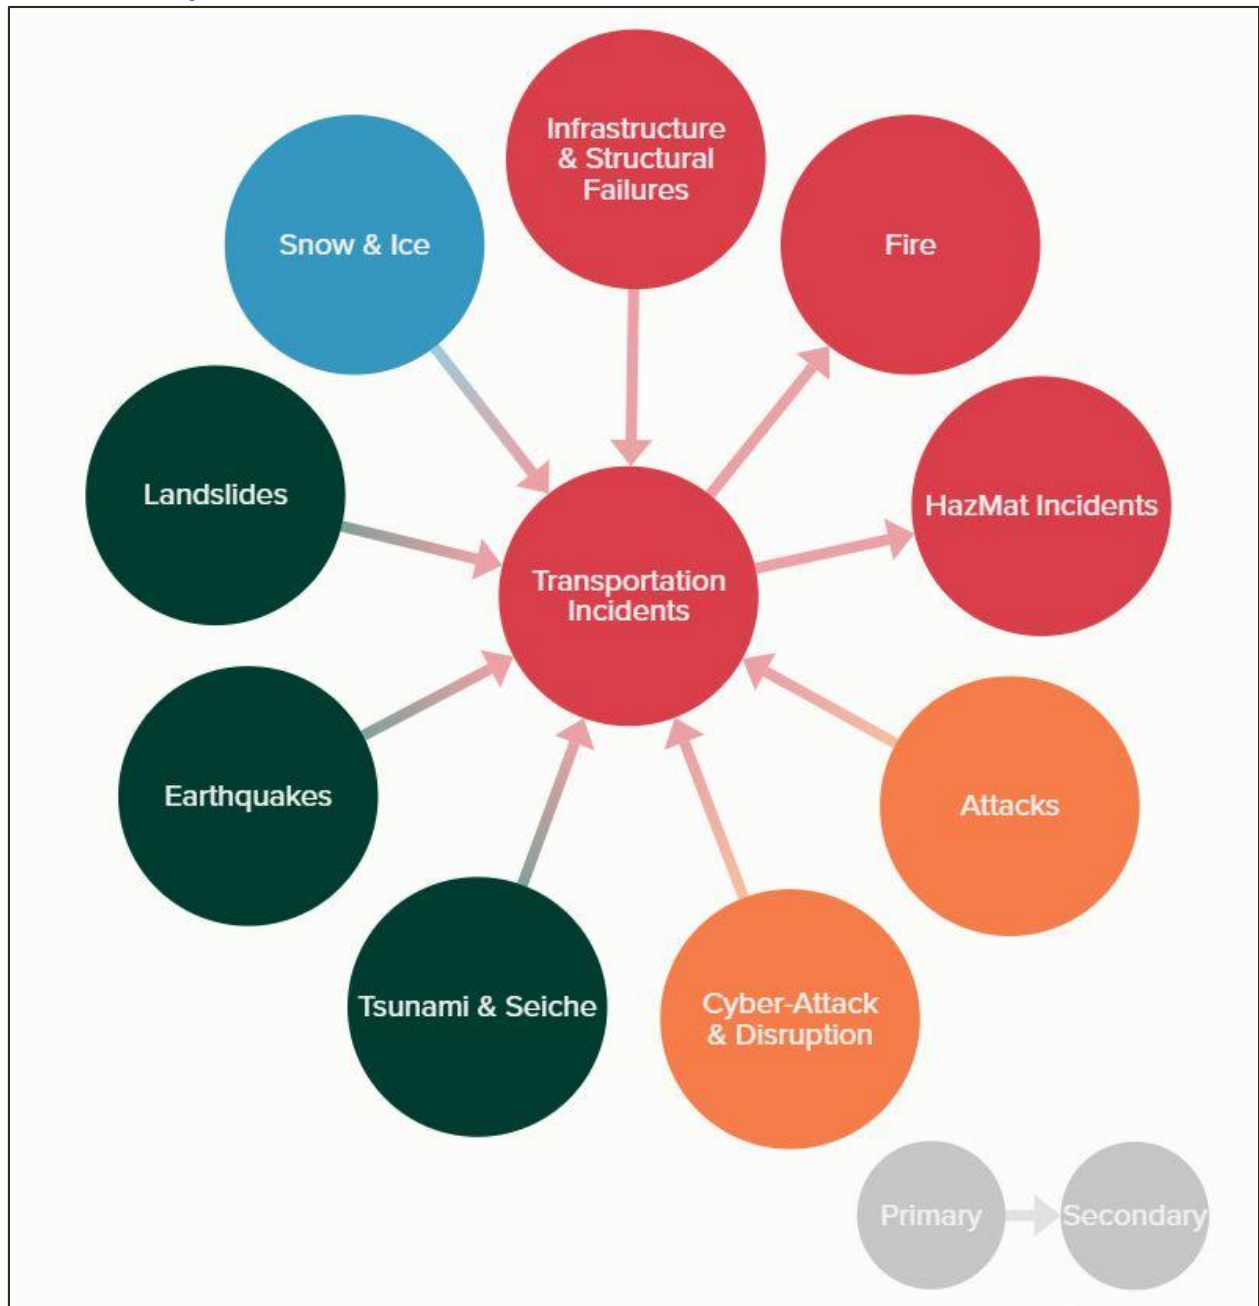 Infrastructure
& Structural
Failures
Snow & Ice
Fire
Landslides
HazMat Incidents
Transportation
Incidents
Earthquakes
Attacks
Tsunami & Seiche
Cyber-Attack
& Disruption
Primary
Secondary